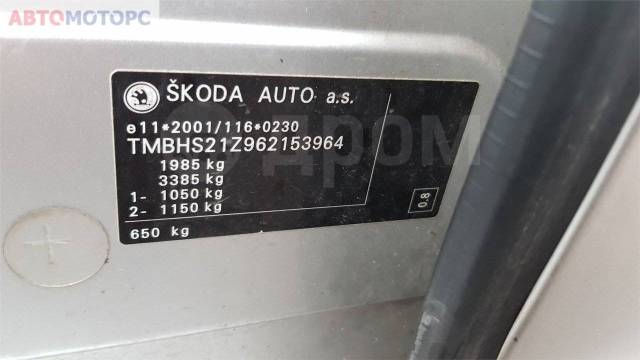 АВТОМОТОРС
ŠKODA AUTO a.s.
e11*2001/116*0230
TMBHS21Z962153964
1985 kg
3385 kg
1- 1050 kg
2- 1150 kg
0.8
650 kg
ДРОМ